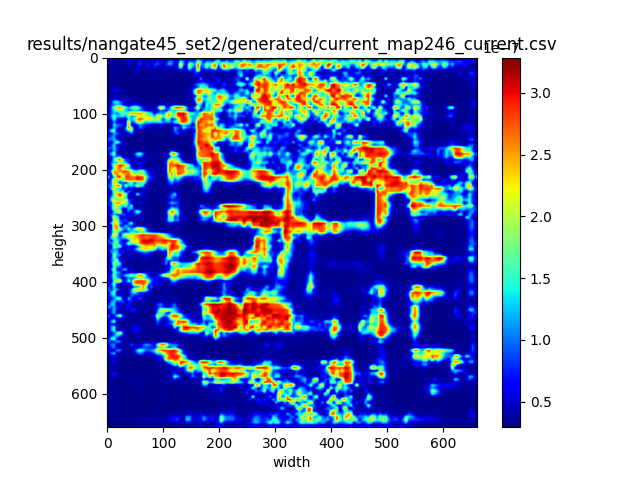 results/nangate45_set2/generated/current_map246_current.csv
1e−7
0
100
200
300
400
500
600
height
0 100 200 300 400 500 600
width
3.0
2.5
2.0
1.5
1.0
0.5